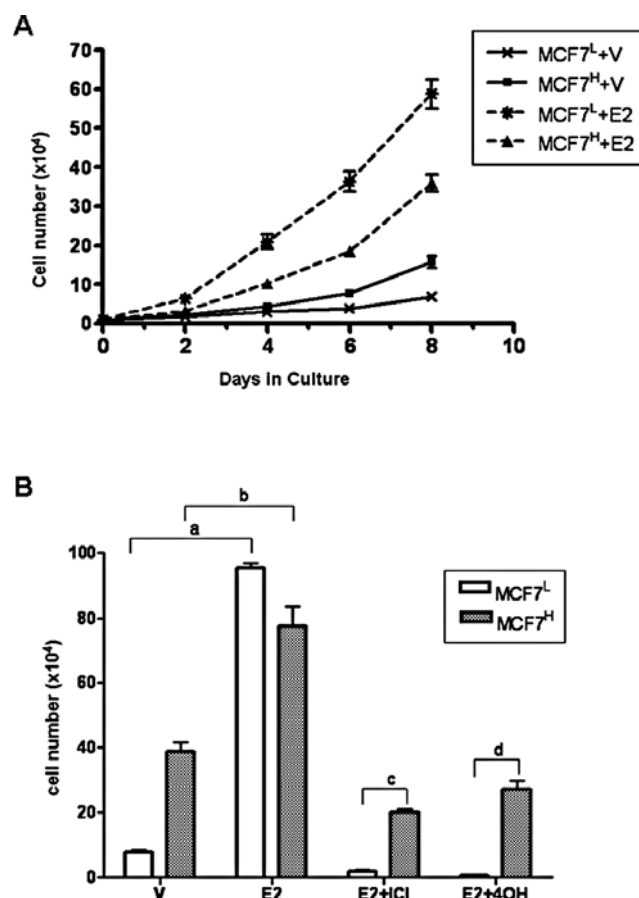 A
70
60
50
40
30
20
10
0
Cell number (x10⁴)
0 2 4 6 8 10
Days in Culture
MCF7ᴸ+V
MCF7ᴴ+V
MCF7ᴸ+E2
MCF7ᴴ+E2
B
b
a
c
d
100
80
60
40
20
0
cell number (x10⁴)
MCF7ᴸ
MCF7ᴴ
V E2 E2+ICI E2+4OH